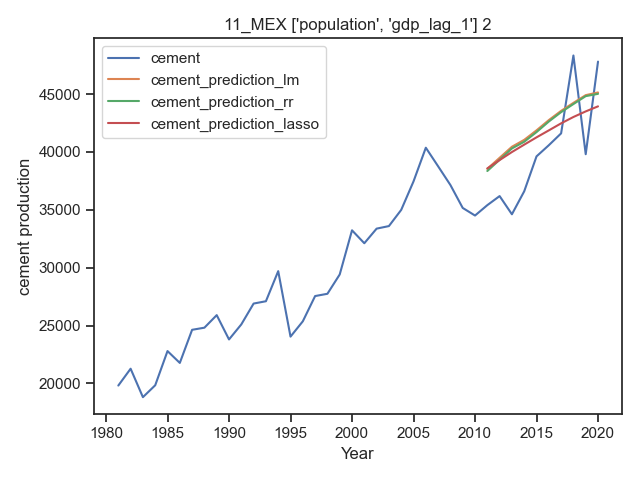 11_MEX ['population', 'gdp_lag_1'] 2
cement
cement_prediction_lm
cement_prediction_rr
cement_prediction_lasso
cement production
45000
40000
35000
30000
25000
20000
1980 1985 1990 1995 2000 2005 2010 2015 2020
Year